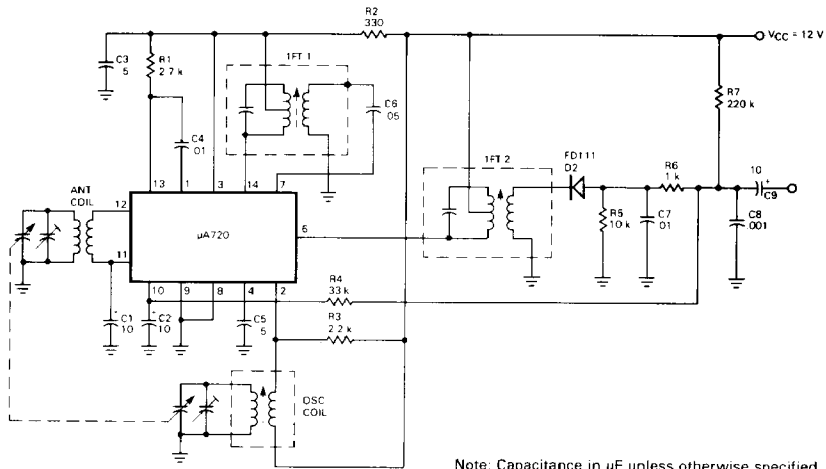 R2
330
VCC = 12 V
C3
5
R1
2.7 k
1FT 1
C6
05
R7
220 k
C4
01
1FT 2
FD111
D2
R6
1 k
10
+
C9
13
1
3
14
7
ANT
COIL
12
μA720
6
R5
10 k
C7
01
C8
.001
11
10
9
8
4
2
R4
33 k
+
C1
10
+
C2
10
C5
5
R3
2.2 k
OSC
COIL
Note: Capacitance in μF unless otherwise specified